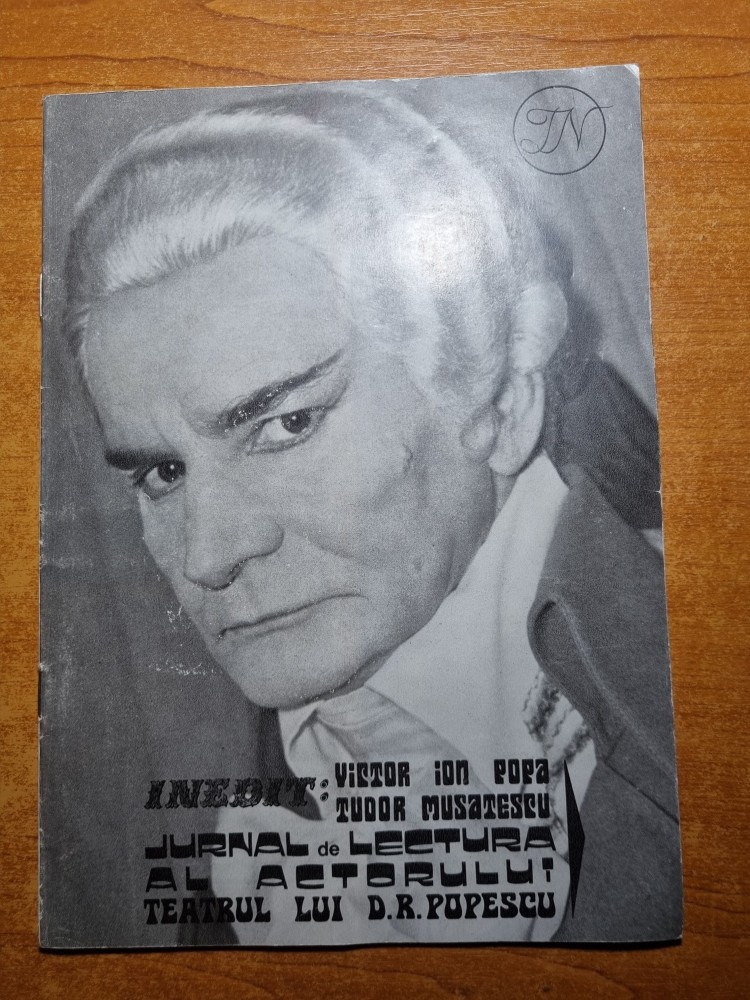 TN
INEDIT: VICTOR ION POPA
TUDOR MUSATESCU
JURNAL de LECTURA
AL ACTORULUI
TEATRUL LUI D.R. POPESCU